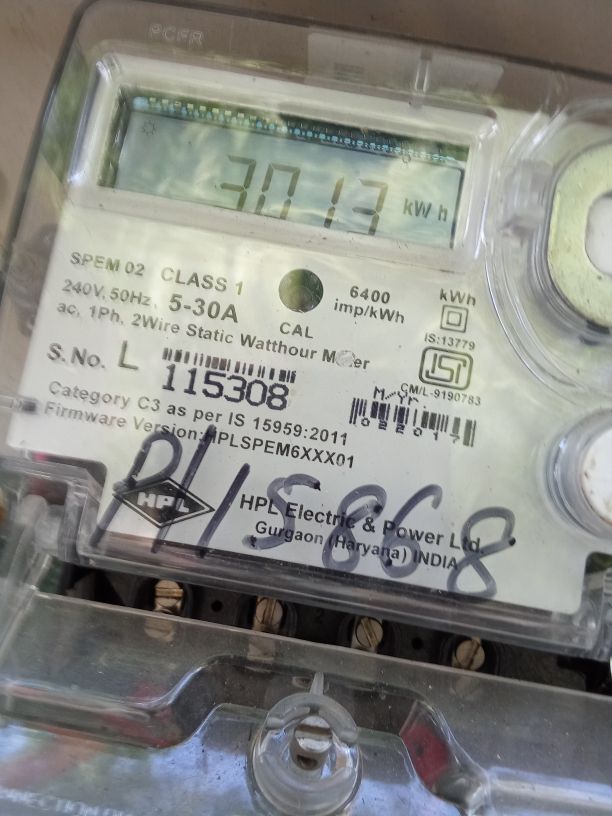 PCFR
3013 kWh
SPEM 02 CLASS 1
240V, 50Hz, 5-30A
ac, 1Ph, 2Wire Static Watthour Meter
CAL
6400
imp/kWh
kWh
IS:13779
CM/L-9190783
S.No. L 115308
M Yr.
022017
Category C3 as per IS 15959:2011
Firmware Version:HPLSPEM6XXX01
HPL
HPL Electric & Power Ltd.
Gurgaon (Haryana) INDIA